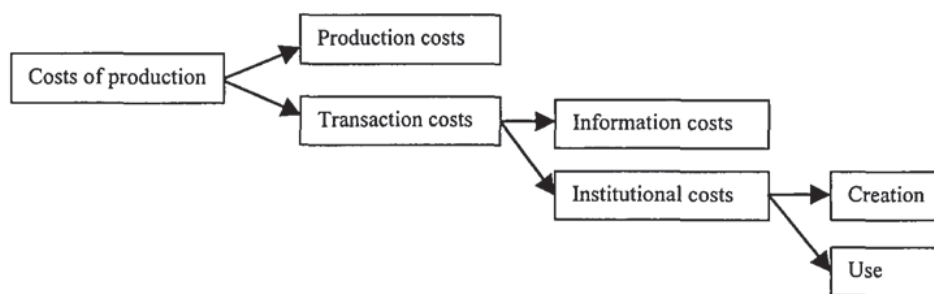 Production costs
Costs of production
Transaction costs
Information costs
Institutional costs
Creation
Use